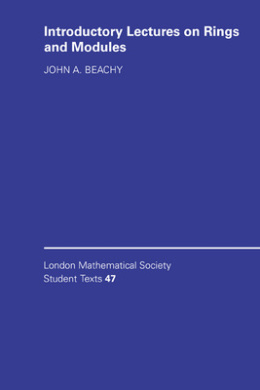 Introductory Lectures on Rings
and Modules
JOHN A. BEACHY
London Mathematical Society
Student Texts 47